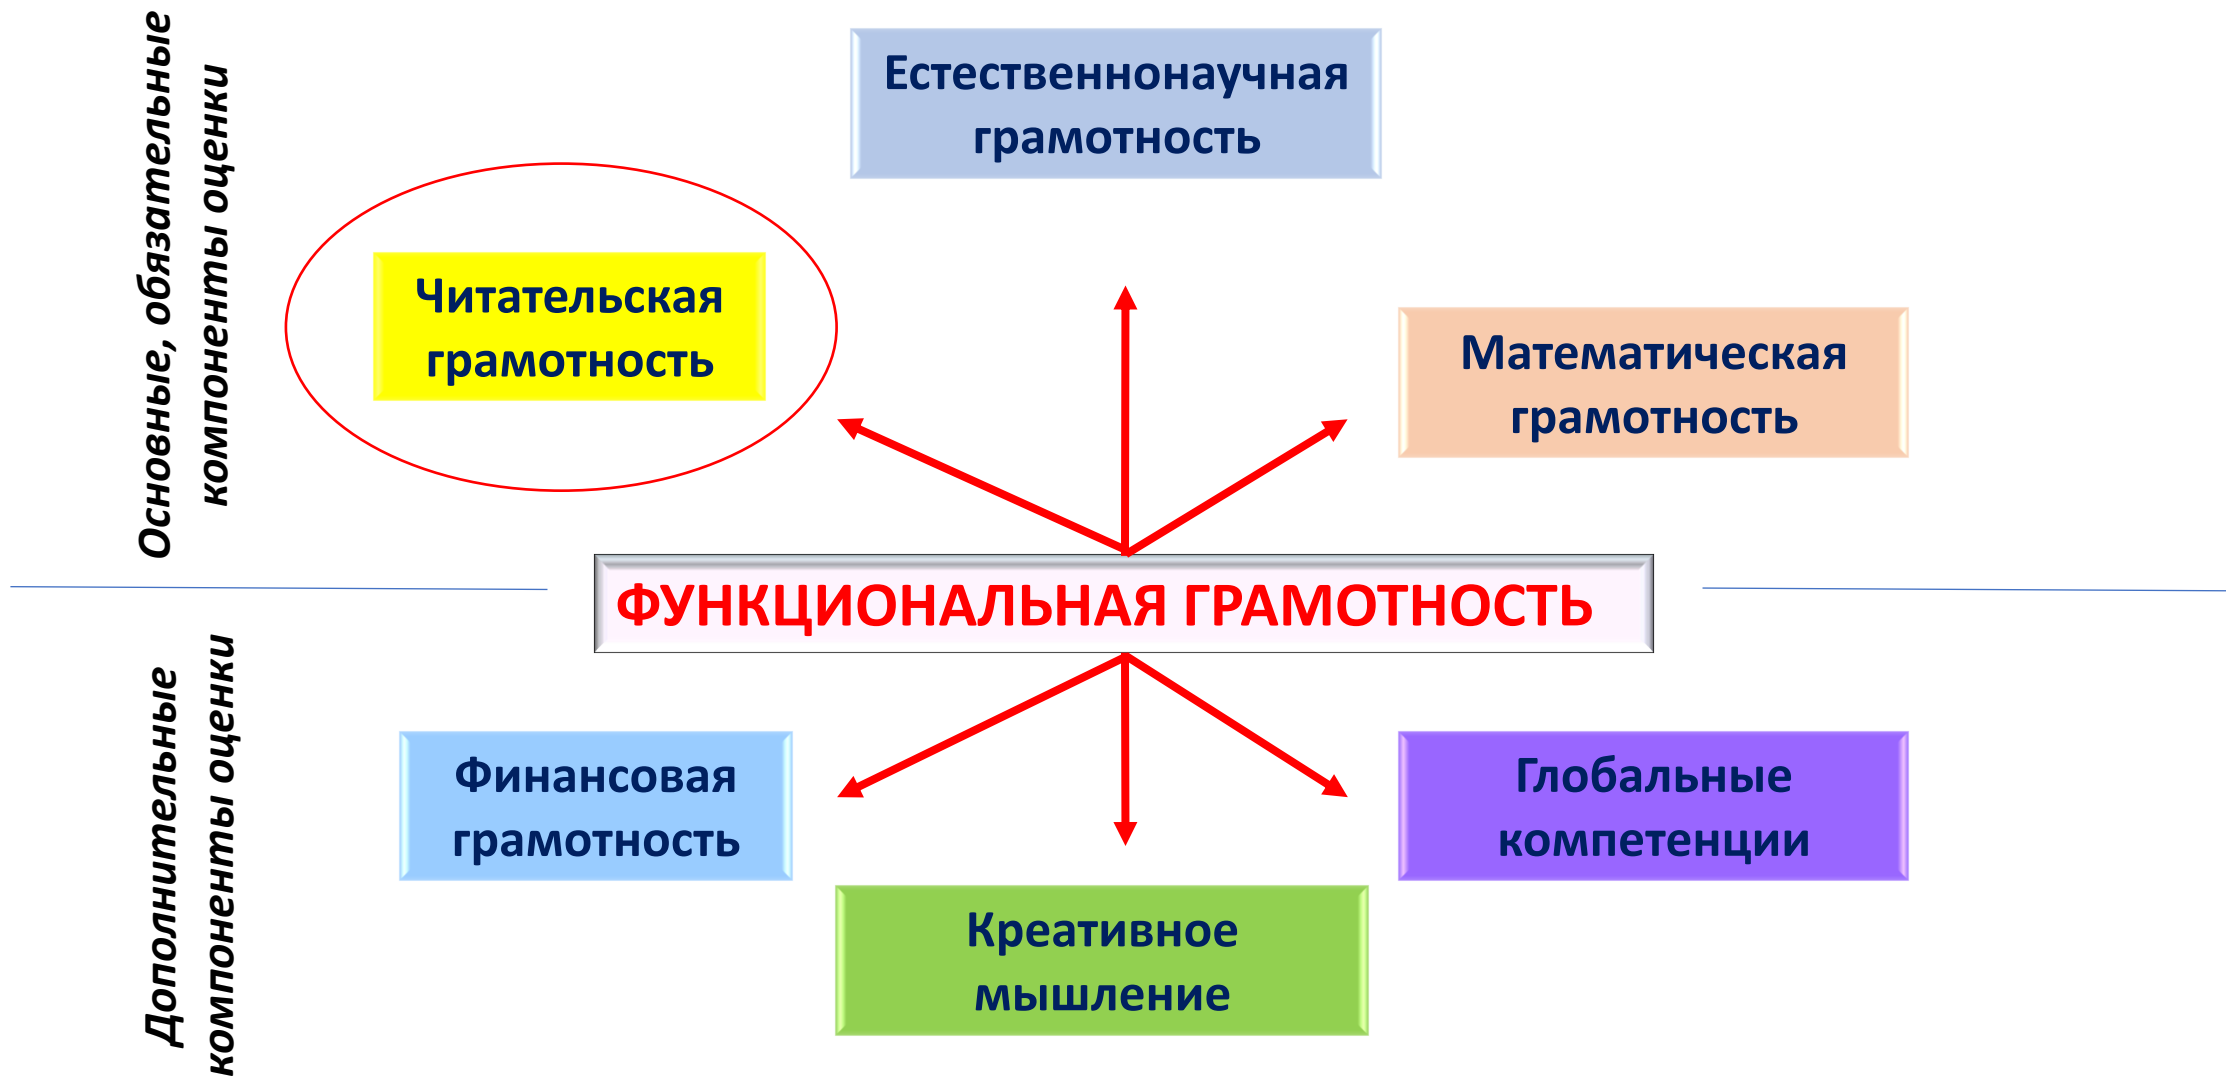 Основные, обязательные
компоненты оценки
Естественнонаучная
грамотность
Читательская
грамотность
Математическая
грамотность
ФУНКЦИОНАЛЬНАЯ ГРАМОТНОСТЬ
Дополнительные
компоненты оценки
Финансовая
грамотность
Глобальные
компетенции
Креативное
мышление